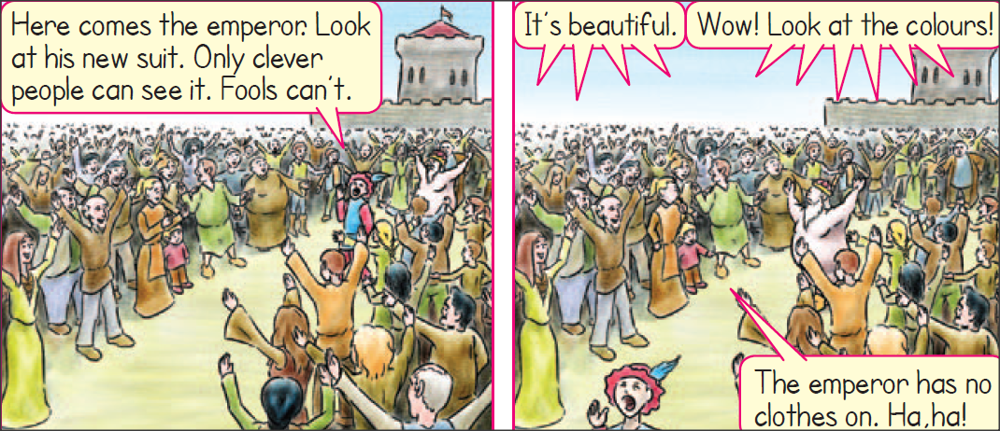 Here comes the emperor. Look
at his new suit. Only clever
people can see it. Fools can't.
It's beautiful.
Wow! Look at the colours!
The emperor has no
clothes on. Ha,ha!